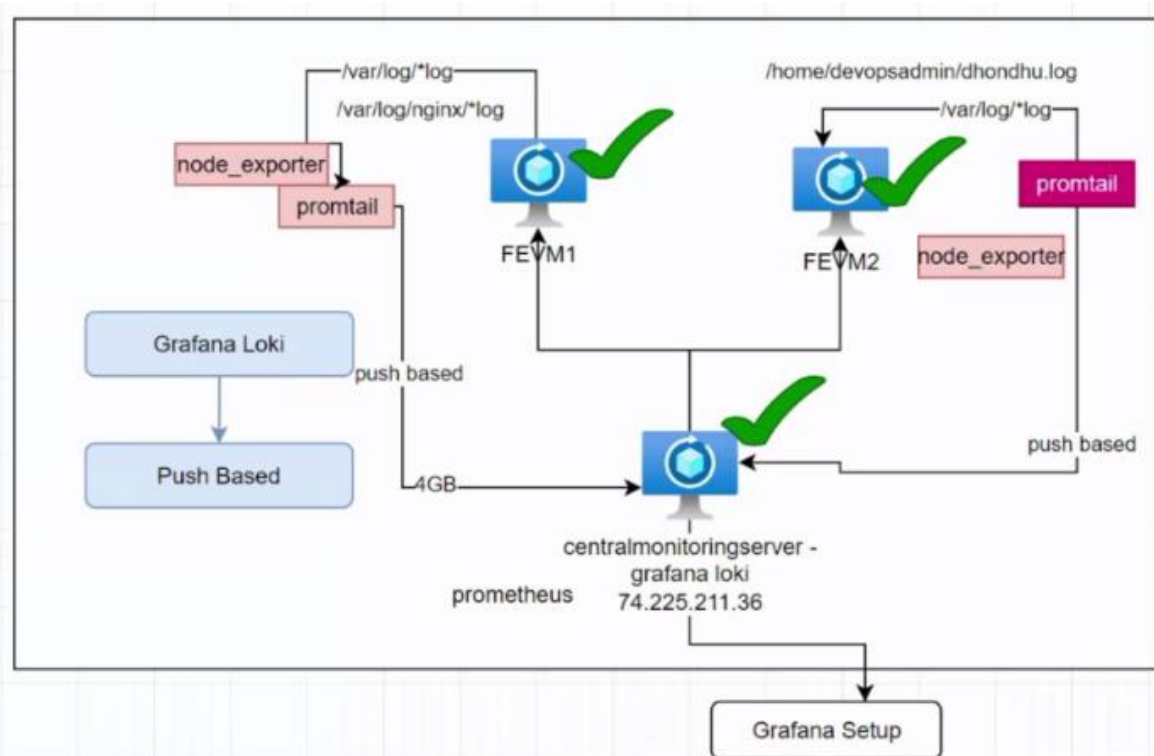 /var/log/*log
/var/log/nginx/*log
node_exporter
promtail
FEVM1
/home/devopsadmin/dhondhu.log
/var/log/*log
promtail
FEVM2
node_exporter
Grafana Loki
push based
Push Based
4GB
push based
centralmonitoringserver -
grafana loki
74.225.211.36
prometheus
Grafana Setup